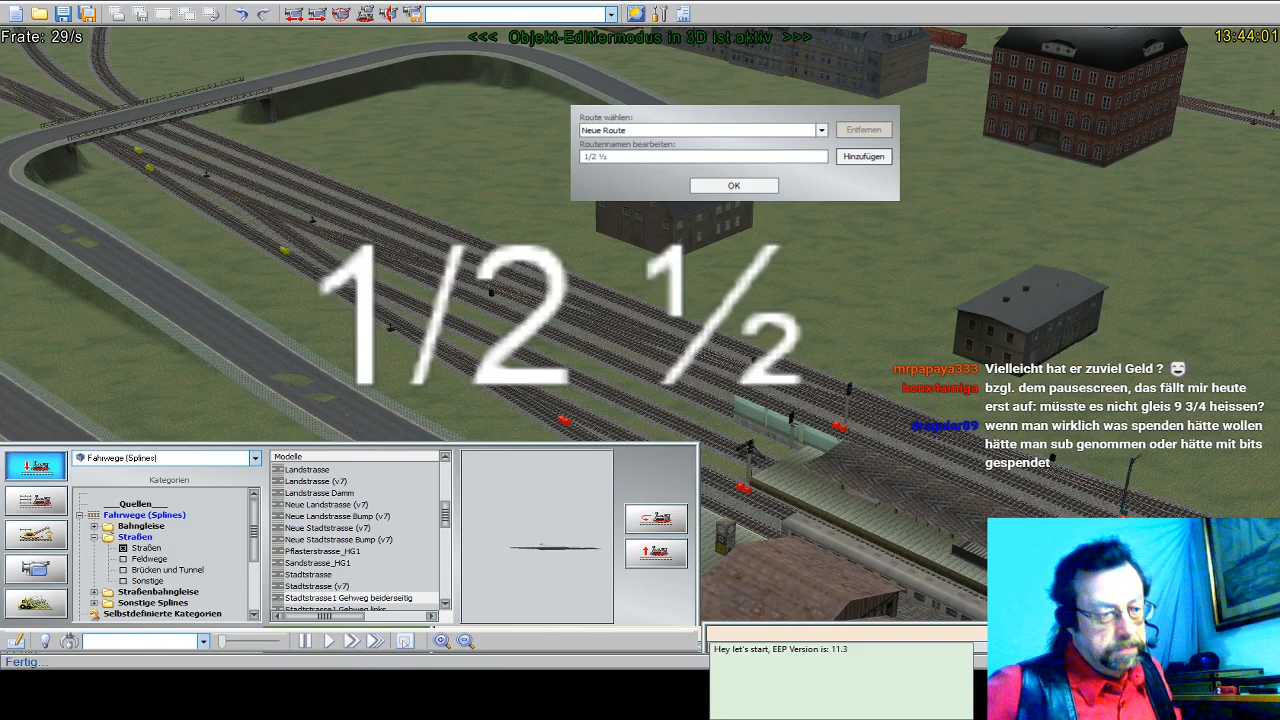 Frate: 29/s
<<< Objekt-Editiermodus in 3D ist aktiv >>>
13:44:01
Route wählen:
Neue Route
Entfernen
Routennamen bearbeiten:
1/2 ½
Hinzufügen
OK
1/2 ½
mrpapaya333 Vielleicht hat er zuviel Geld ?
honx4amiga bzgl. dem pausescreen, das fällt mir heute
erst auf: müsste es nicht gleis 9 3/4 heissen?
dragular89 wenn man wirklich was spenden hätte wollen
hätte man sub genommen oder hätte mit bits
gespendet
Fahrwege (Splines)
Kategorien
__Quellen__
Fahrwege (Splines)
Bahngleise
Straßen
Straßen
Feldwege
Brücken und Tunnel
Sonstige
Straßenbahngleise
Sonstige Splines
Selbstdefinierte Kategorien
Modelle
Landstrasse
Landstrasse (v7)
Landstrasse Damm
Neue Landstrasse (v7)
Neue Landstrasse Bump (v7)
Neue Stadtstrasse (v7)
Neue Stadtstrasse Bump (v7)
Pflasterstrasse_HG1
Sandstrasse_HG1
Stadtstrasse
Stadtstrasse (v7)
Stadtstrasse1 Gehweg beiderseitig
Stadtstrasse1 Gehweg links
Fertig...
Hey let's start, EEP Version is: 11.3